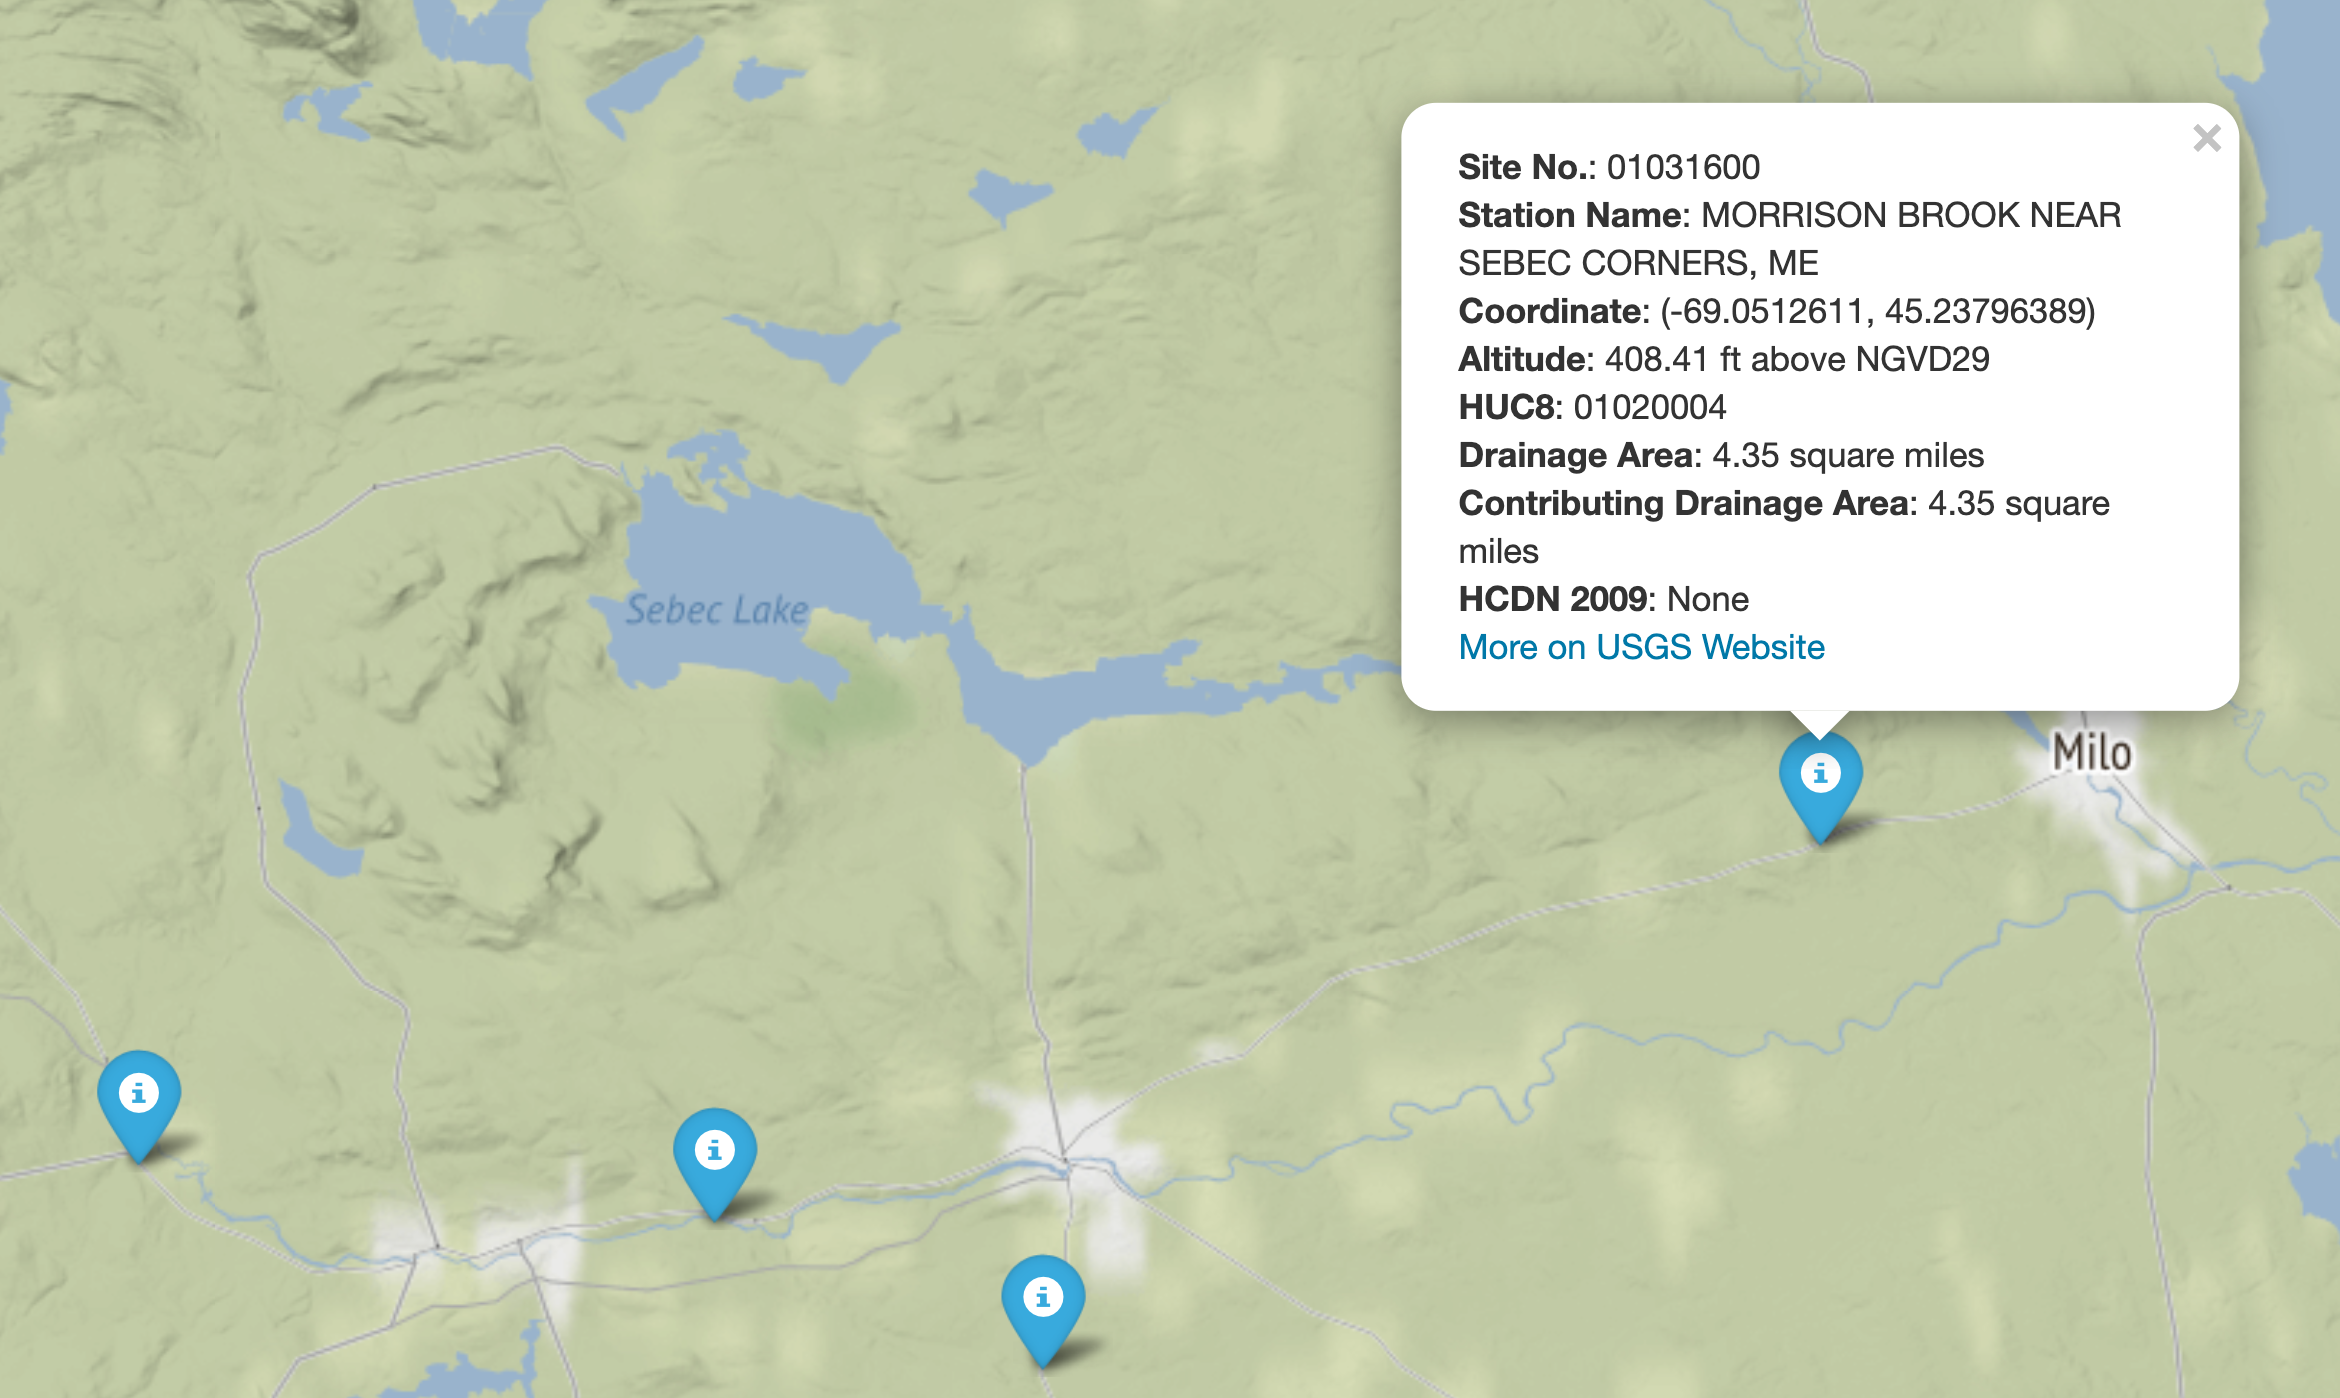 Site No.: 01031600
Station Name: MORRISON BROOK NEAR
SEBEC CORNERS, ME
Coordinate: (-69.0512611, 45.23796389)
Altitude: 408.41 ft above NGVD29
HUC8: 01020004
Drainage Area: 4.35 square miles
Contributing Drainage Area: 4.35 square
miles
HCDN 2009: None
More on USGS Website
Sebec Lake
Milo